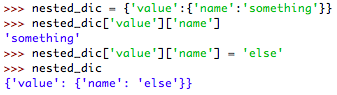 >>> nested_dic = {'value':{'name':'something'}}
>>> nested_dic['value']['name']
'something'
>>> nested_dic['value']['name'] = 'else'
>>> nested_dic
{'value': {'name': 'else'}}